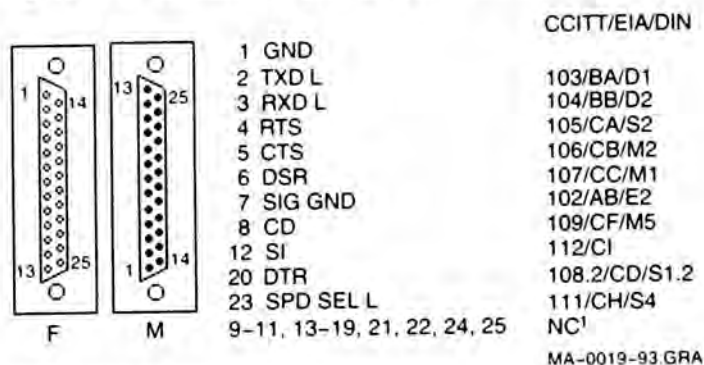 CCITT/EIA/DIN
1 GND
2 TXD L 103/BA/D1
3 RXD L 104/BB/D2
4 RTS 105/CA/S2
5 CTS 106/CB/M2
6 DSR 107/CC/M1
7 SIG GND 102/AB/E2
8 CD 109/CF/M5
12 SI 112/CI
20 DTR 108.2/CD/S1.2
23 SPD SEL L 111/CH/S4
9-11, 13-19, 21, 22, 24, 25 NC¹
1 14
13 25
F
13 25
1 14
M
MA-0019-93.GRA